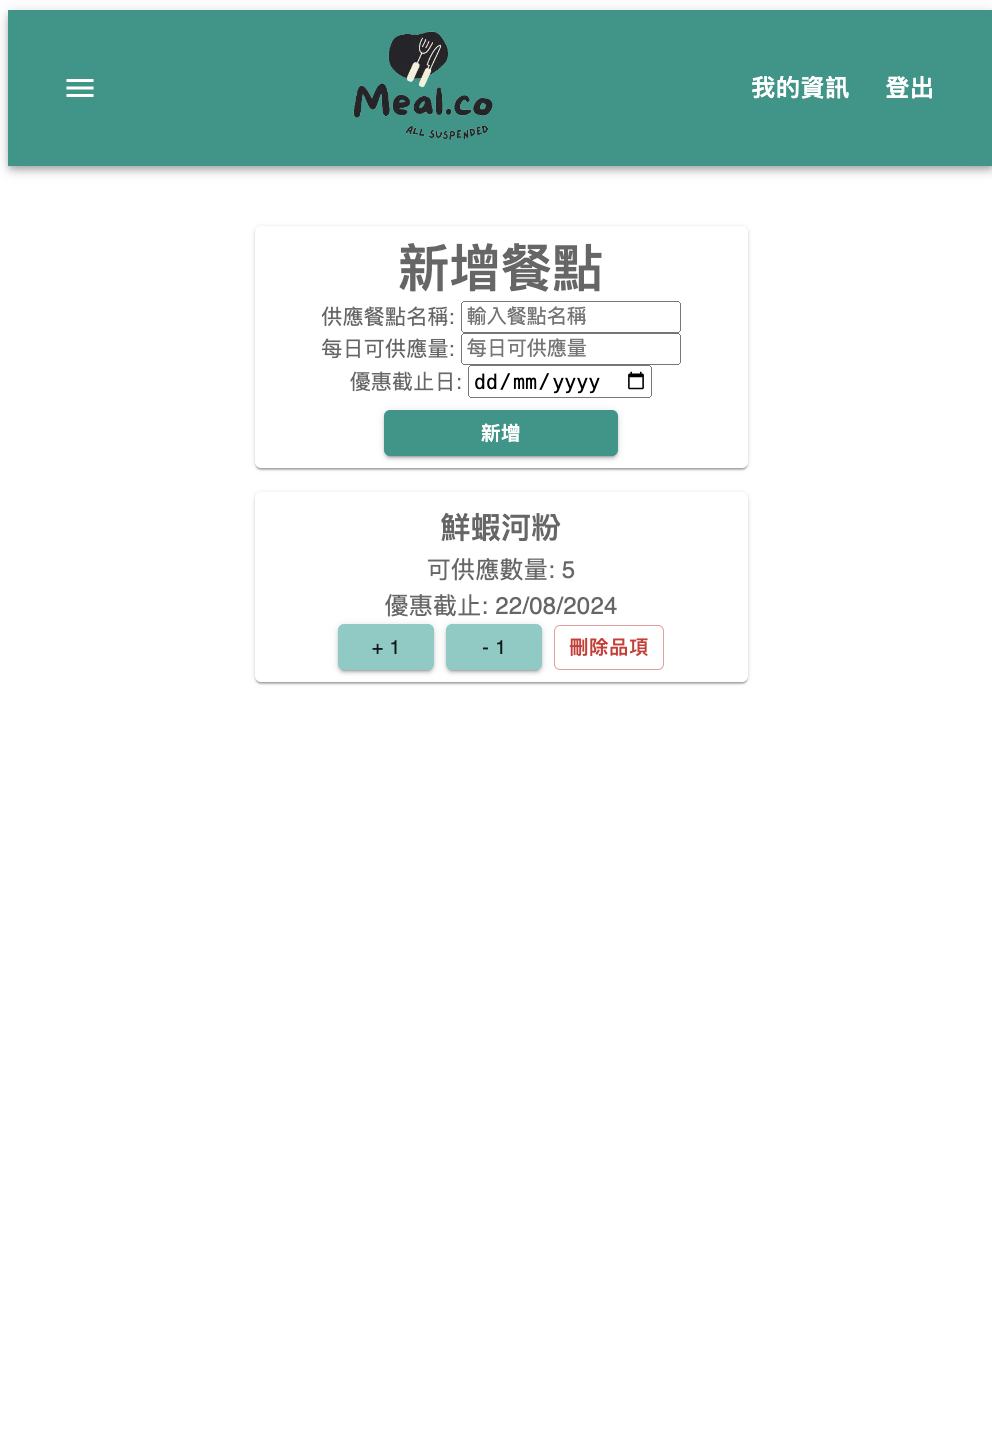 Meal.co
ALL SUSPENDED
我的資訊 登出
新增餐點
供應餐點名稱: 輸入餐點名稱
每日可供應量: 每日可供應量
優惠截止日: dd/mm/yyyy
新增
鮮蝦河粉
可供應數量: 5
優惠截止: 22/08/2024
+ 1 - 1 刪除品項